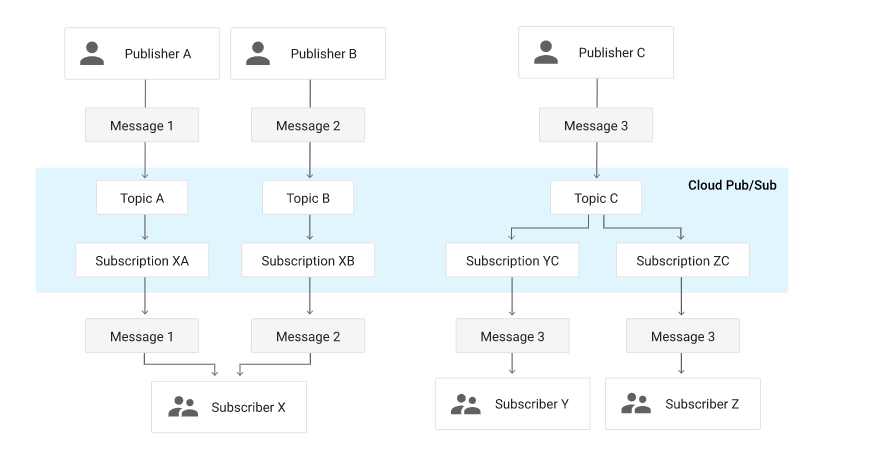 Publisher A
Publisher B
Publisher C
Message 1
Message 2
Message 3
Cloud Pub/Sub
Topic A
Topic B
Topic C
Subscription XA
Subscription XB
Subscription YC
Subscription ZC
Message 1
Message 2
Message 3
Message 3
Subscriber X
Subscriber Y
Subscriber Z